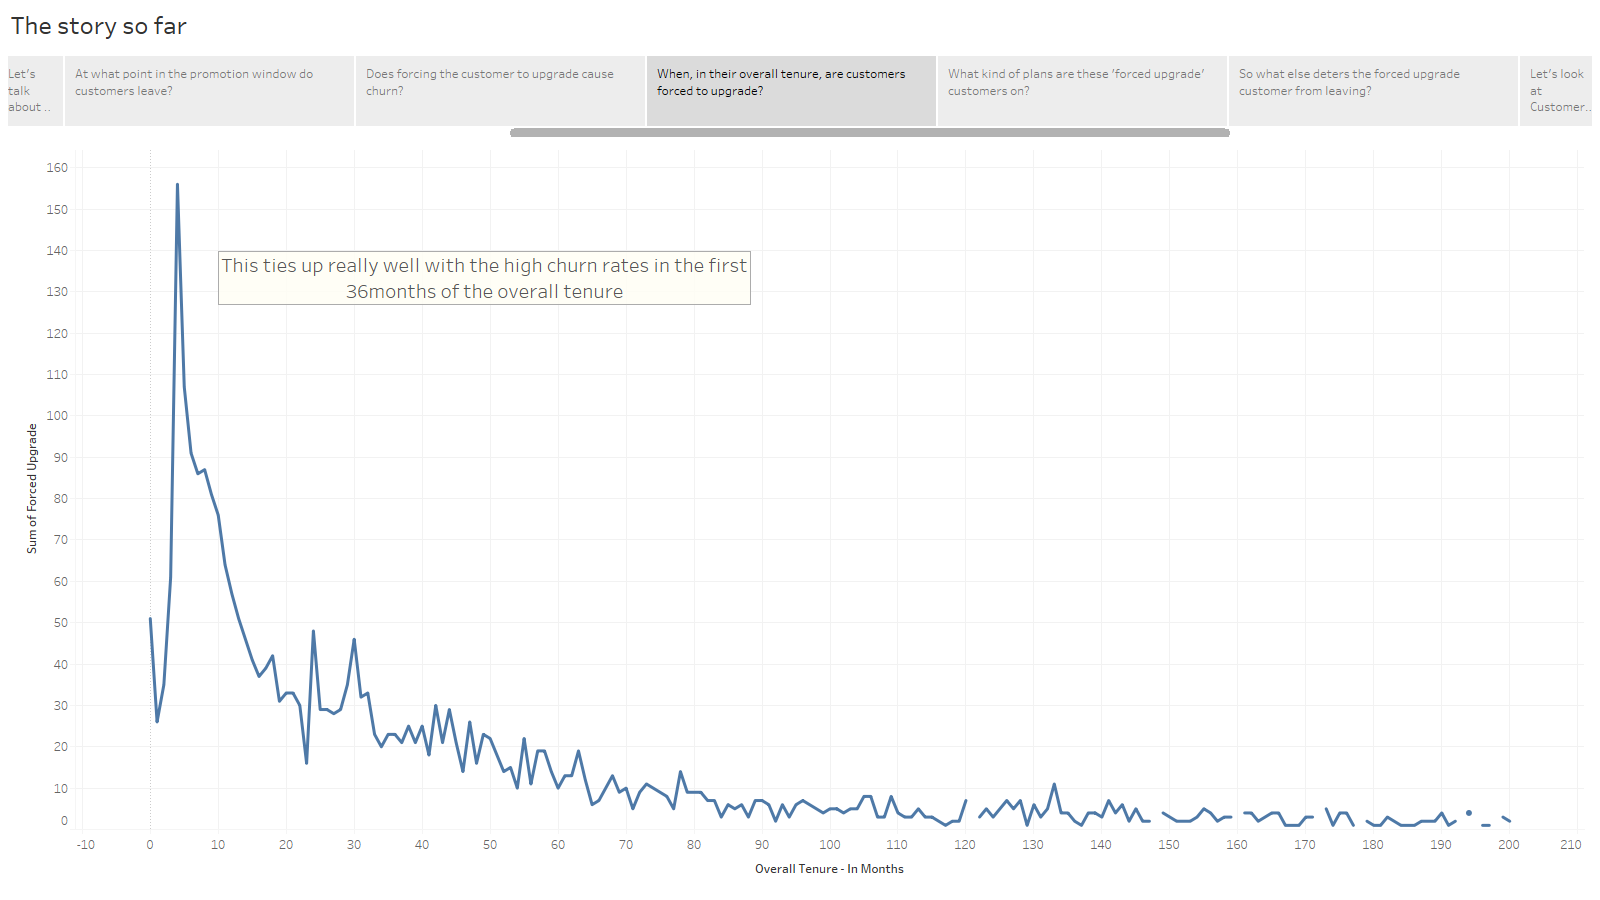 The story so far
Let's
talk
about ..
At what point in the promotion window do
customers leave?
Does forcing the customer to upgrade cause
churn?
When, in their overall tenure, are customers
forced to upgrade?
What kind of plans are these 'forced upgrade'
customers on?
So what else deters the forced upgrade
customer from leaving?
Let's look
at
Customer..
160
150
140
130
120
110
100
90
80
70
60
50
40
30
20
10
0
Sum of Forced Upgrade
This ties up really well with the high churn rates in the first
36months of the overall tenure
-10 0 10 20 30 40 50 60 70 80 90 100 110 120 130 140 150 160 170 180 190 200 210
Overall Tenure - In Months